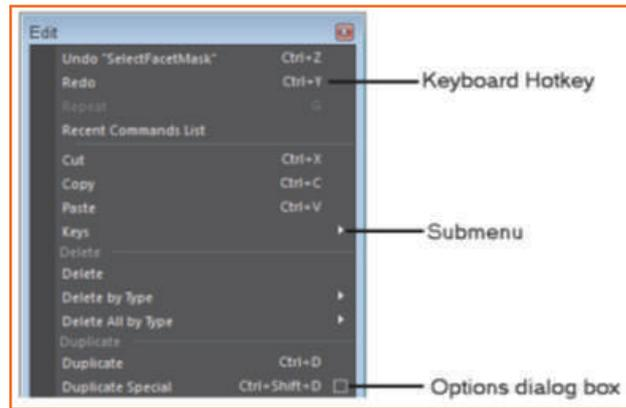 Edit
Undo "SelectFacetMask" Ctrl+Z
Redo Ctrl+Y Keyboard Hotkey
Repeat G
Recent Commands List
Cut Ctrl+X
Copy Ctrl+C
Paste Ctrl+V
Keys Submenu
Delete
Delete
Delete by Type
Delete All by Type
Duplicate
Duplicate Ctrl+D
Duplicate Special Ctrl+Shift+D Options dialog box